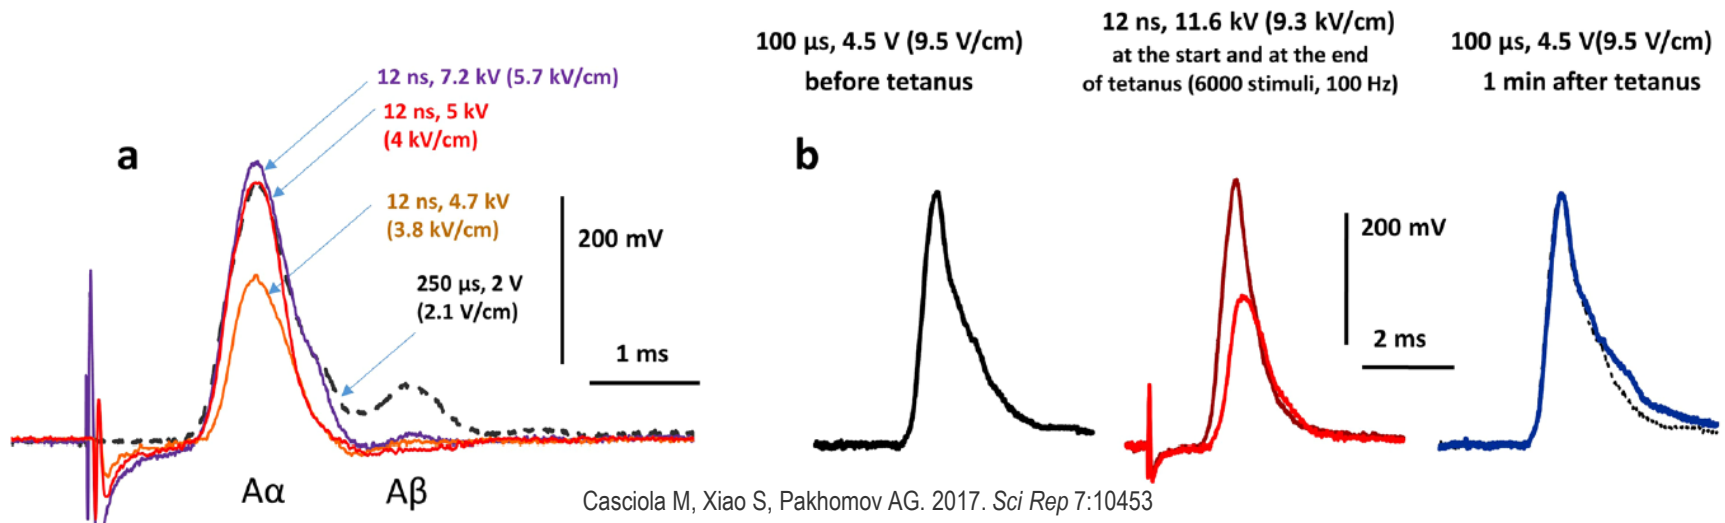 a
12 ns, 7.2 kV (5.7 kV/cm)
12 ns, 5 kV
(4 kV/cm)
12 ns, 4.7 kV
(3.8 kV/cm)
250 µs, 2 V
(2.1 V/cm)
200 mV
1 ms
Aα
Aβ
b
100 µs, 4.5 V (9.5 V/cm)
before tetanus
12 ns, 11.6 kV (9.3 kV/cm)
at the start and at the end
of tetanus (6000 stimuli, 100 Hz)
100 µs, 4.5 V(9.5 V/cm)
1 min after tetanus
200 mV
2 ms
Casciola M, Xiao S, Pakhomov AG. 2017. Sci Rep 7:10453